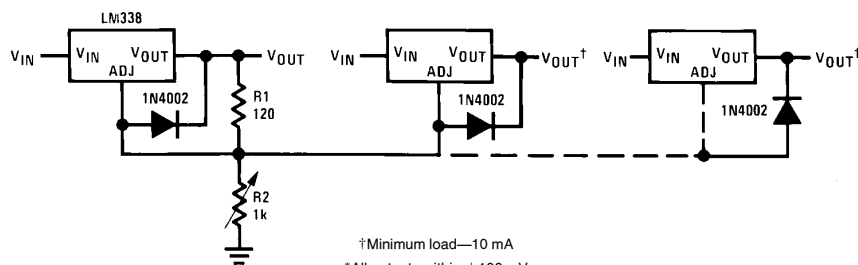 LM338
V_IN V_IN V_OUT V_OUT V_IN V_IN V_OUT V_OUT† V_IN V_IN V_OUT V_OUT†
ADJ ADJ ADJ
1N4002 R1 1N4002 1N4002
120
R2
1k
†Minimum load—10 mA